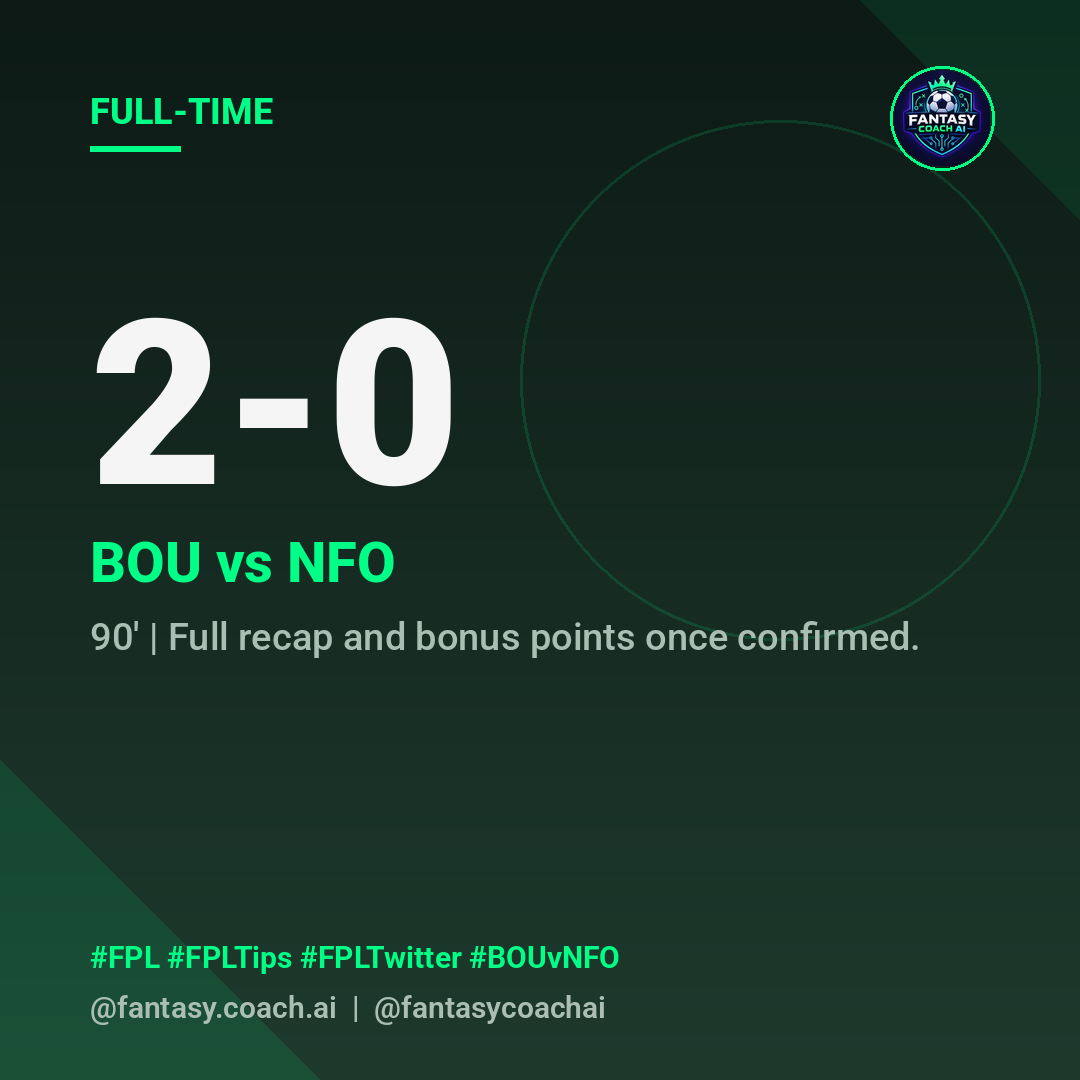 FULL-TIME
FANTASY
COACH AI
2-0
BOU vs NFO
90' | Full recap and bonus points once confirmed.
#FPL #FPLTips #FPLTwitter #BOUvNFO
@fantasy.coach.ai | @fantasycoachai